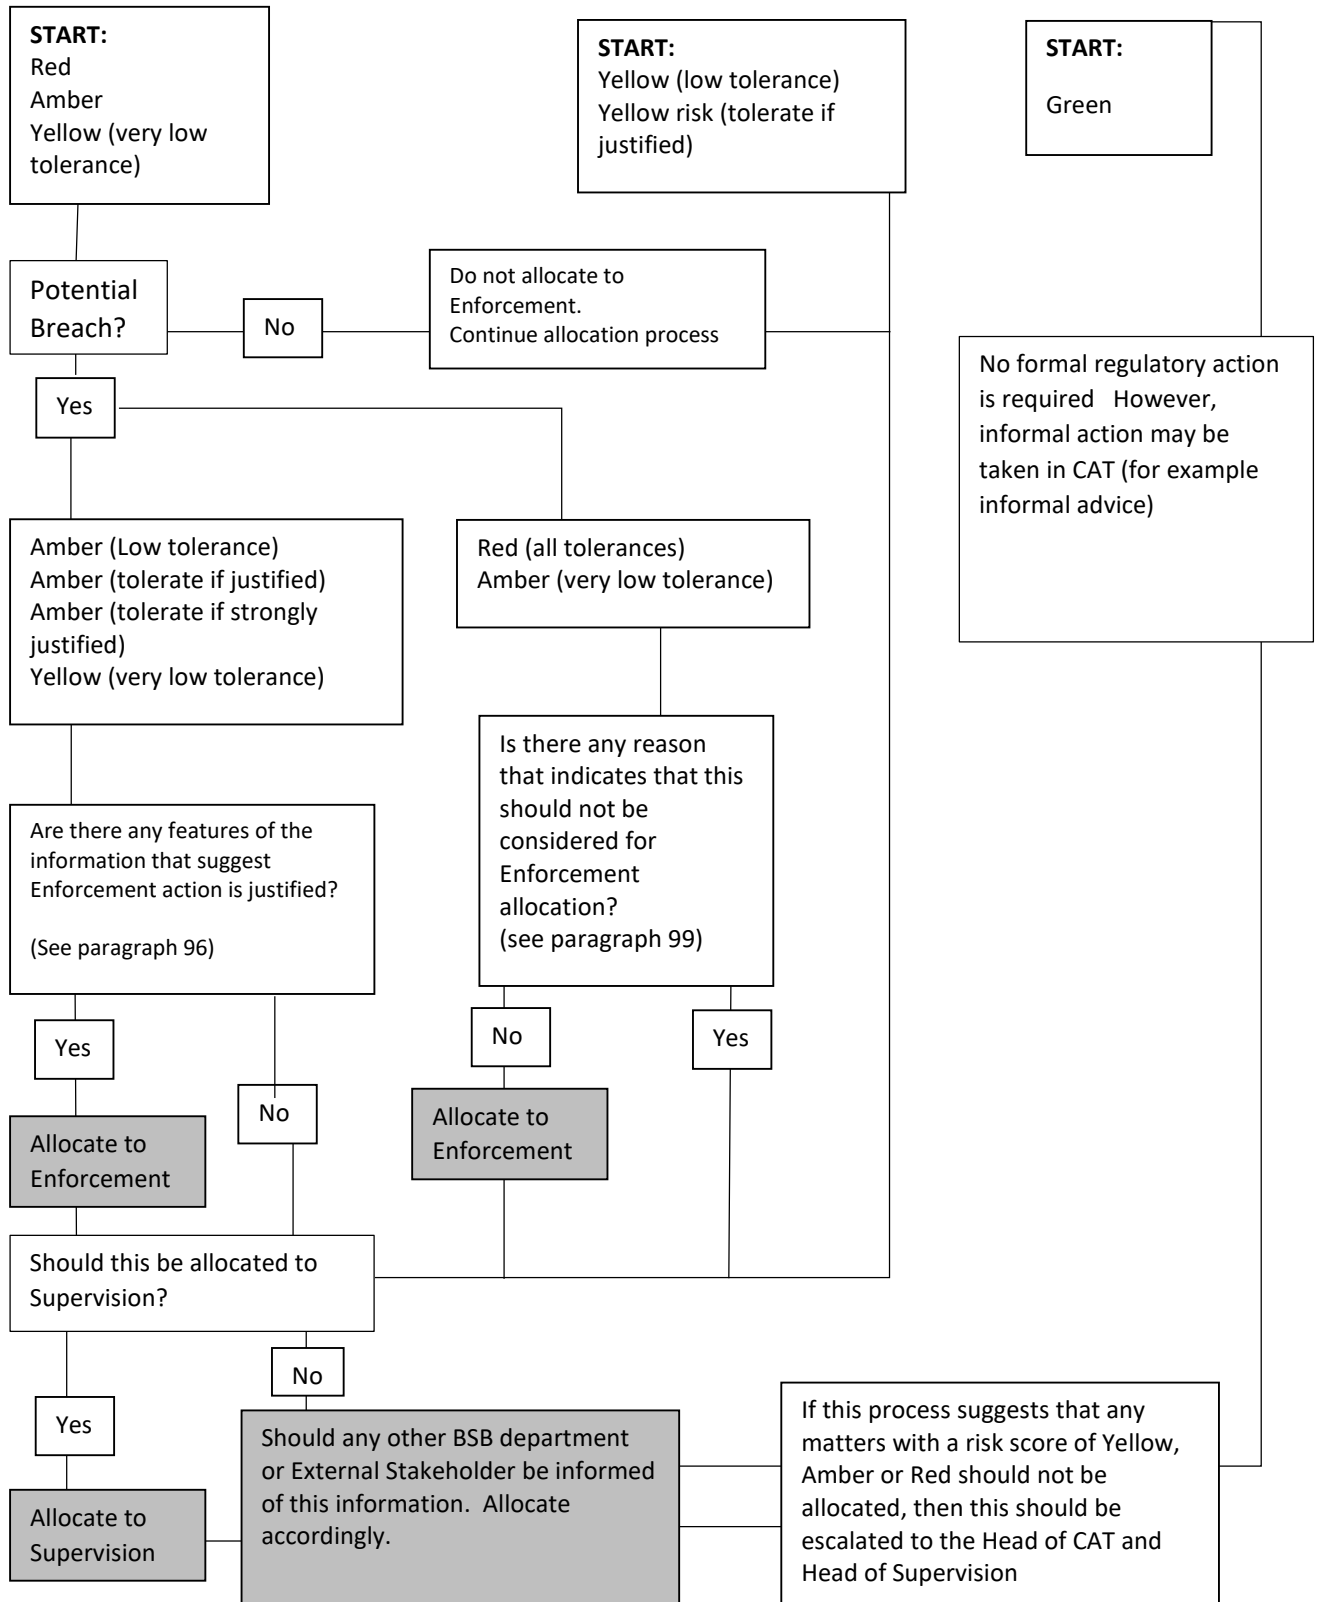 START:
Red
Amber
Yellow (very low
tolerance)
START:
Yellow (low tolerance)
Yellow risk (tolerate if
justified)
START:
Green
Potential
Breach?
No
Do not allocate to
Enforcement.
Continue allocation process
No formal regulatory action
is required   However,
informal action may be
taken in CAT (for example
informal advice)
Yes
Amber (Low tolerance)
Amber (tolerate if justified)
Amber (tolerate if strongly
justified)
Yellow (very low tolerance)
Red (all tolerances)
Amber (very low tolerance)
Are there any features of the
information that suggest
Enforcement action is justified?
(See paragraph 96)
Is there any reason
that indicates that this
should not be
considered for
Enforcement
allocation?
(see paragraph 99)
Yes
No
No
Yes
Allocate to
Enforcement
Allocate to
Enforcement
Should this be allocated to
Supervision?
Yes
No
Allocate to
Supervision
Should any other BSB department
or External Stakeholder be informed
of this information.  Allocate
accordingly.
If this process suggests that any
matters with a risk score of Yellow,
Amber or Red should not be
allocated, then this should be
escalated to the Head of CAT and
Head of Supervision